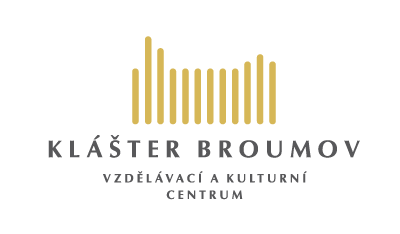 KLÁŠTER BROUMOV
VZDĚLÁVACÍ A KULTURNÍ
CENTRUM